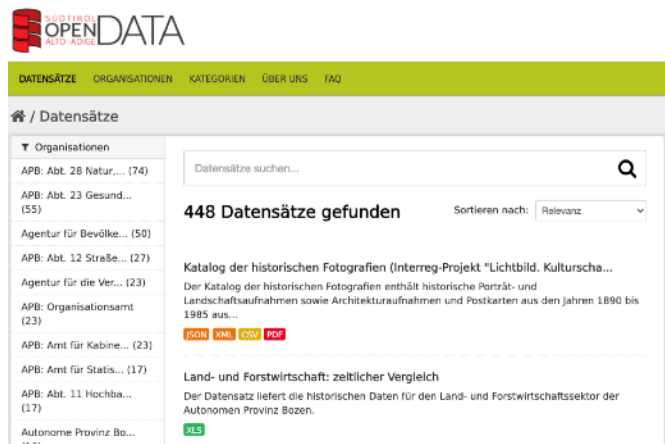 SÜDTIROL
OPENDATA
ALTO ADIGE
DATENSÄTZE ORGANISATIONEN KATEGORIEN ÜBER UNS FAQ
/ Datensätze
Organisationen
APB: Abt. 28 Natur,... (74)
APB: Abt. 23 Gesund...
(55)
Agentur für Bevölke... (50)
APB: Abt. 12 Straße... (27)
Agentur für die Ver... (23)
APB: Organisationsamt
(23)
APB: Amt für Kabine... (23)
APB: Amt für Statis... (17)
APB: Abt. 11 Hochba...
(17)
Autonome Provinz Bo...
Datensätze suchen...
448 Datensätze gefunden
Sortieren nach: Relevanz
Katalog der historischen Fotografien (Interreg-Projekt "Lichtbild. Kulturscha...
Der Katalog der historischen Fotografien enthält historische Porträt- und
Landschaftsaufnahmen sowie Architekturaufnahmen und Postkarten aus den Jahren 1890 bis
1985 aus...
JSON XML CSV PDF
Land- und Forstwirtschaft: zeitlicher Vergleich
Der Datensatz liefert die historischen Daten für den Land- und Forstwirtschaftssektor der
Autonomen Provinz Bozen.
XLS